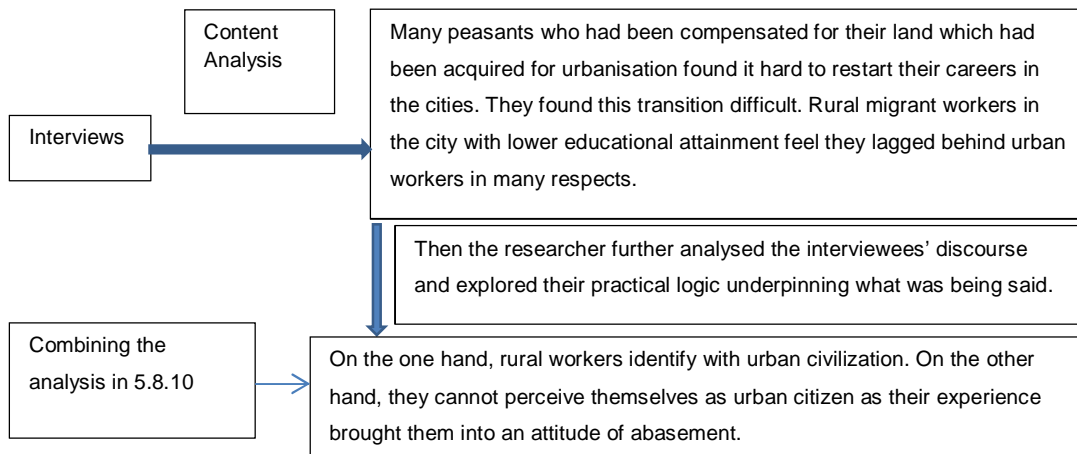 Content
Analysis
Interviews
Many peasants who had been compensated for their land which had
been acquired for urbanisation found it hard to restart their careers in
the cities. They found this transition difficult. Rural migrant workers in
the city with lower educational attainment feel they lagged behind urban
workers in many respects.
Then the researcher further analysed the interviewees’ discourse
and explored their practical logic underpinning what was being said.
Combining the
analysis in 5.8.10
On the one hand, rural workers identify with urban civilization. On the other
hand, they cannot perceive themselves as urban citizen as their experience
brought them into an attitude of abasement.